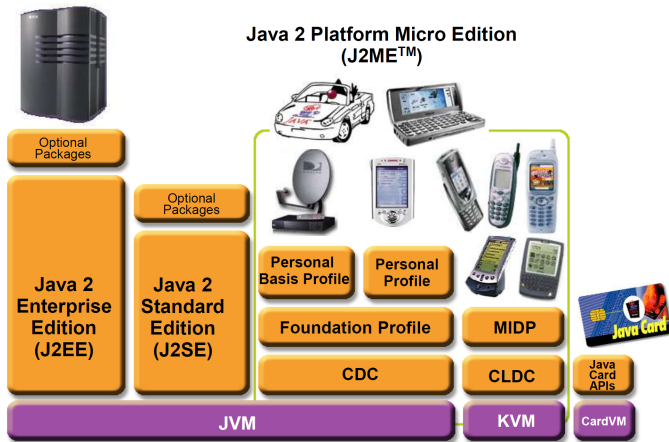 Java 2 Platform Micro Edition
(J2ME™)
JAVA
Optional
Packages
Optional
Packages
Java 2
Enterprise
Edition
(J2EE)
Java 2
Standard
Edition
(J2SE)
Personal
Basis Profile
Personal
Profile
Foundation Profile
MIDP
CDC
CLDC
Java Card
Java
Card
APIs
JVM
KVM
CardVM